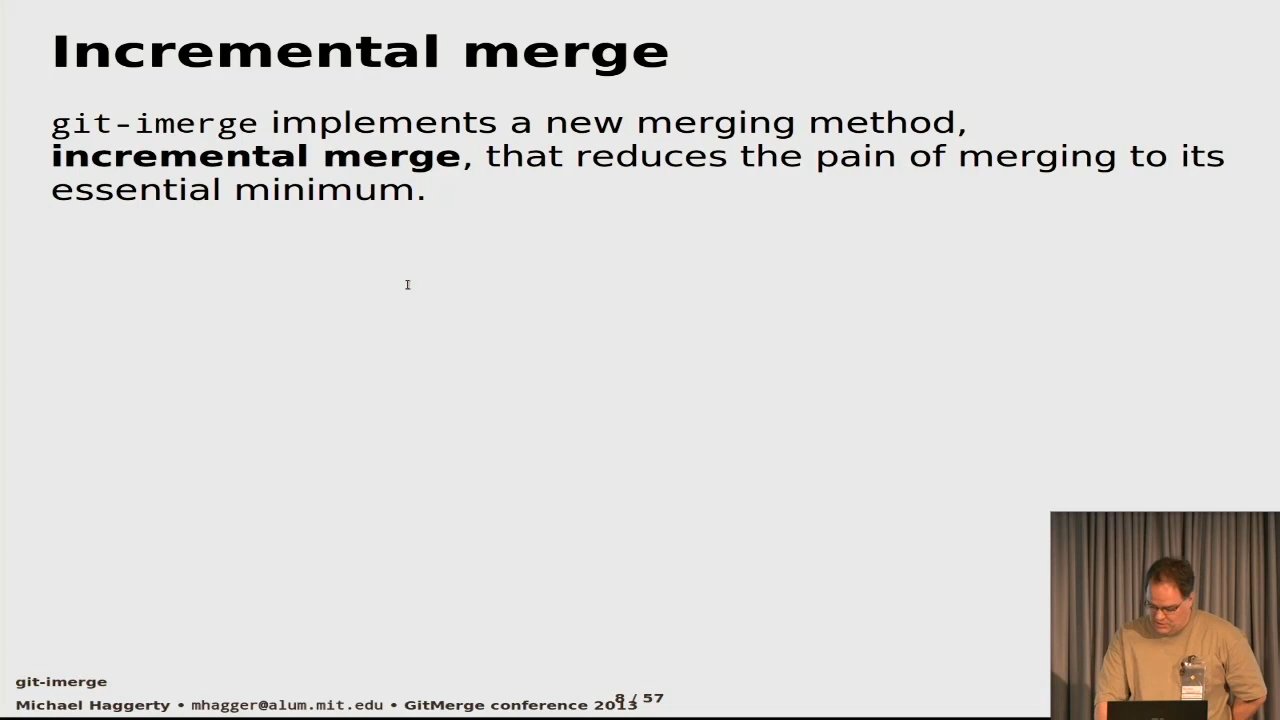 Incremental merge
git-imerge implements a new merging method,
incremental merge, that reduces the pain of merging to its
essential minimum.
git-imerge
Michael Haggerty • mhagger@alum.mit.edu • GitMerge conference 2013
8 / 57